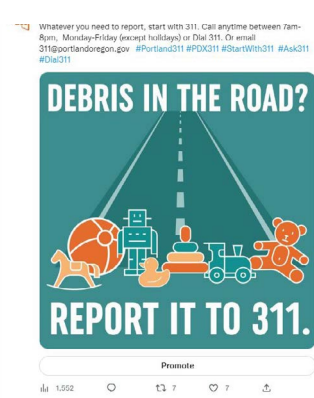 Whatever you need to report, start with 311. Call anytime between 7am-
8pm, Monday-Friday (except holidays) or Dial 311. Or email
311@portlandoregon.gov #Portland311 #PDX311 #StartWith311 #Ask311
#Dial311
DEBRIS IN THE ROAD?
REPORT IT TO 311.
Promote
1,552 7 7